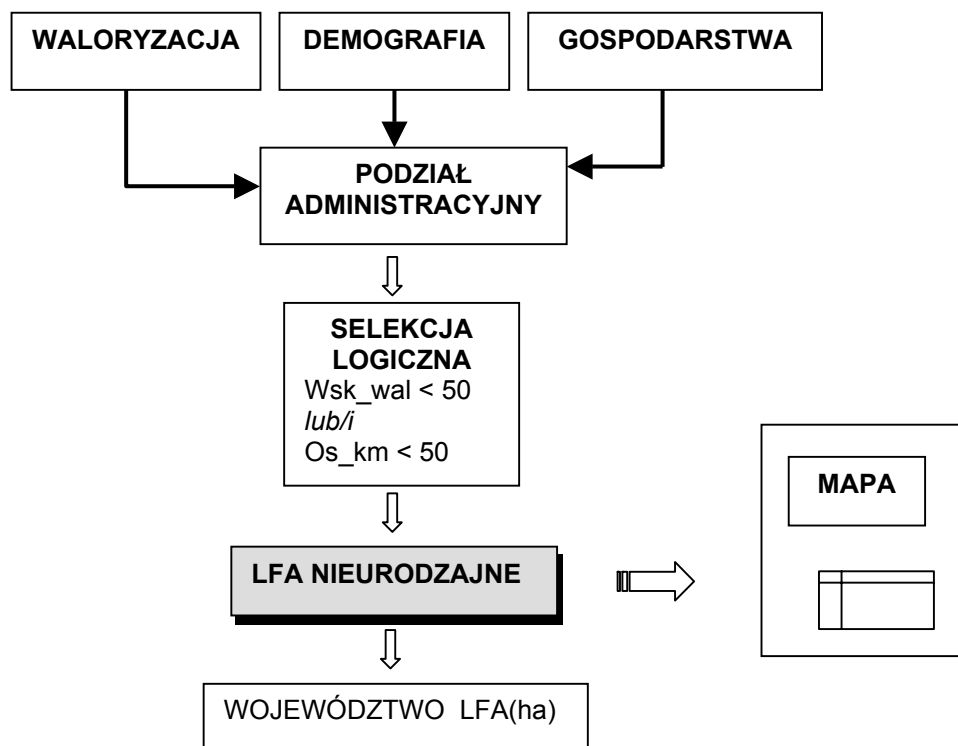 WALORYZACJA
DEMOGRAFIA
GOSPODARSTWA
PODZIAŁ
ADMINISTRACYJNY
SELEKCJA
LOGICZNA
Wsk_wal < 50
lub/i
Os_km < 50
MAPA
LFA NIEURODZAJNE
WOJEWÓDZTWO LFA(ha)